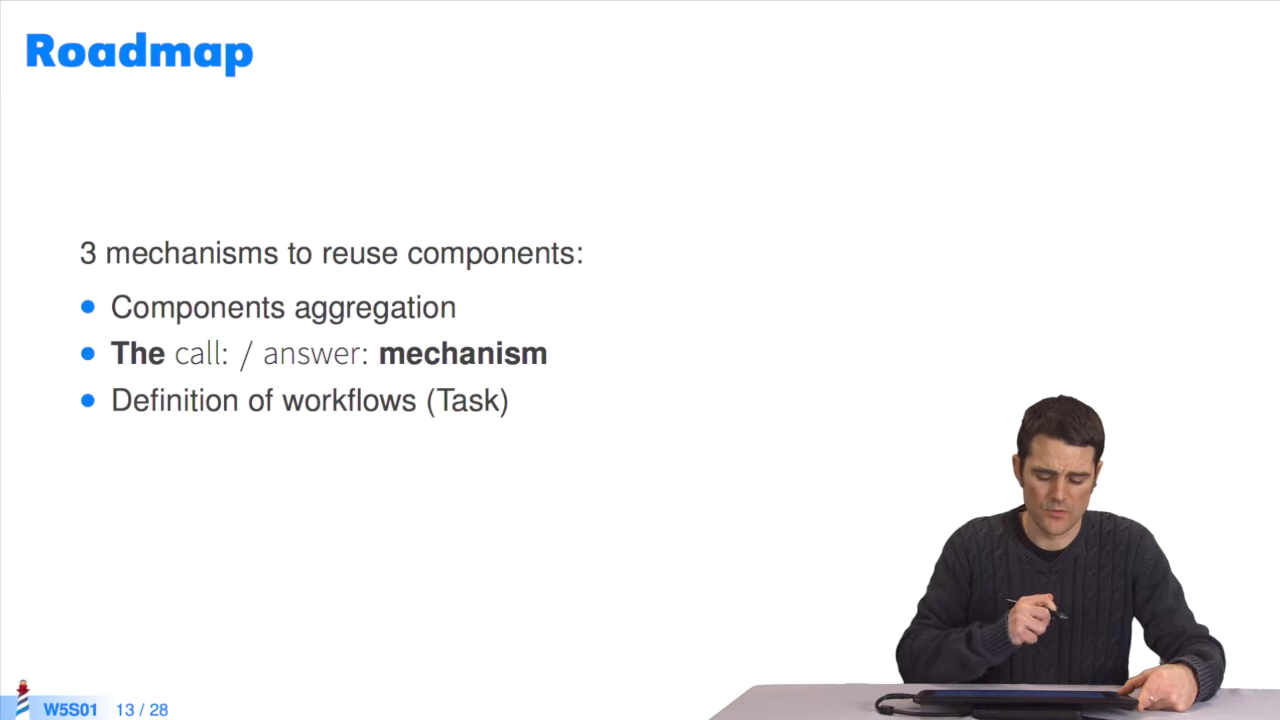 Roadmap
3 mechanisms to reuse components:
Components aggregation
The call: / answer: mechanism
Definition of workflows (Task)
W5S01 13 / 28